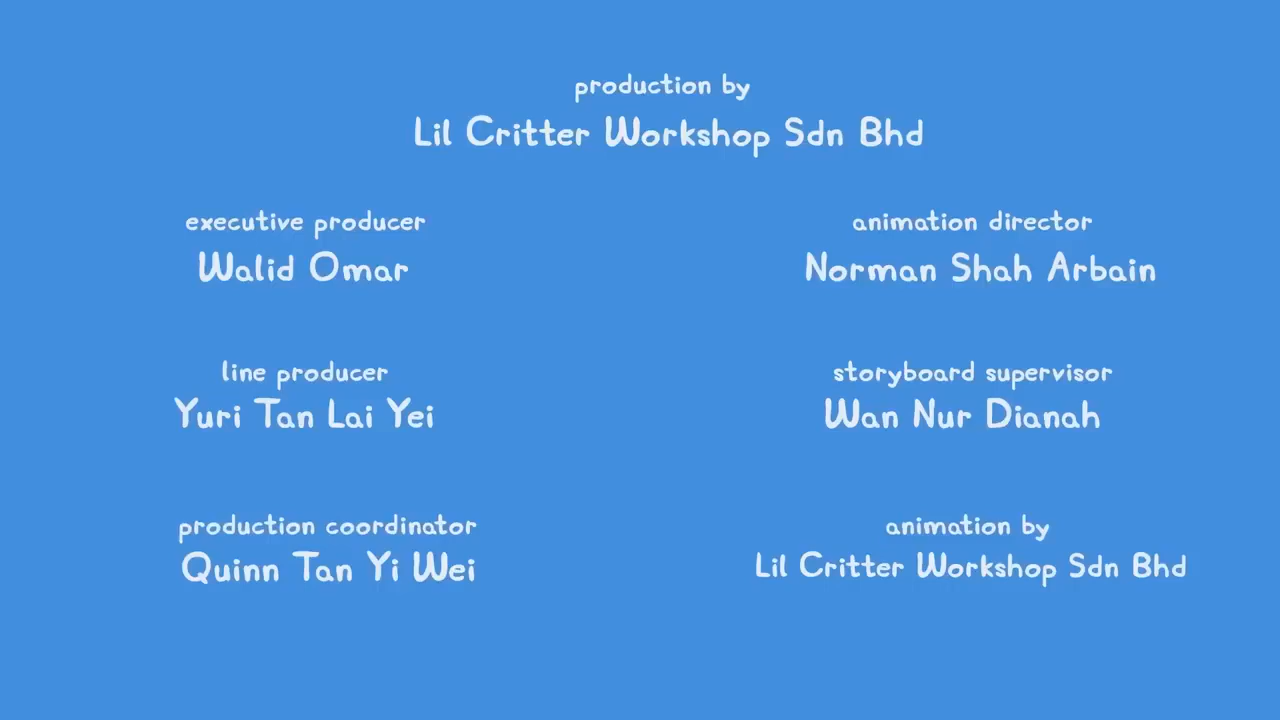 production by
Lil Critter Workshop Sdn Bhd
executive producer
Walid Omar
animation director
Norman Shah Arbain
line producer
Yuri Tan Lai Yei
storyboard supervisor
Wan Nur Dianah
production coordinator
Quinn Tan Yi Wei
animation by
Lil Critter Workshop Sdn Bhd